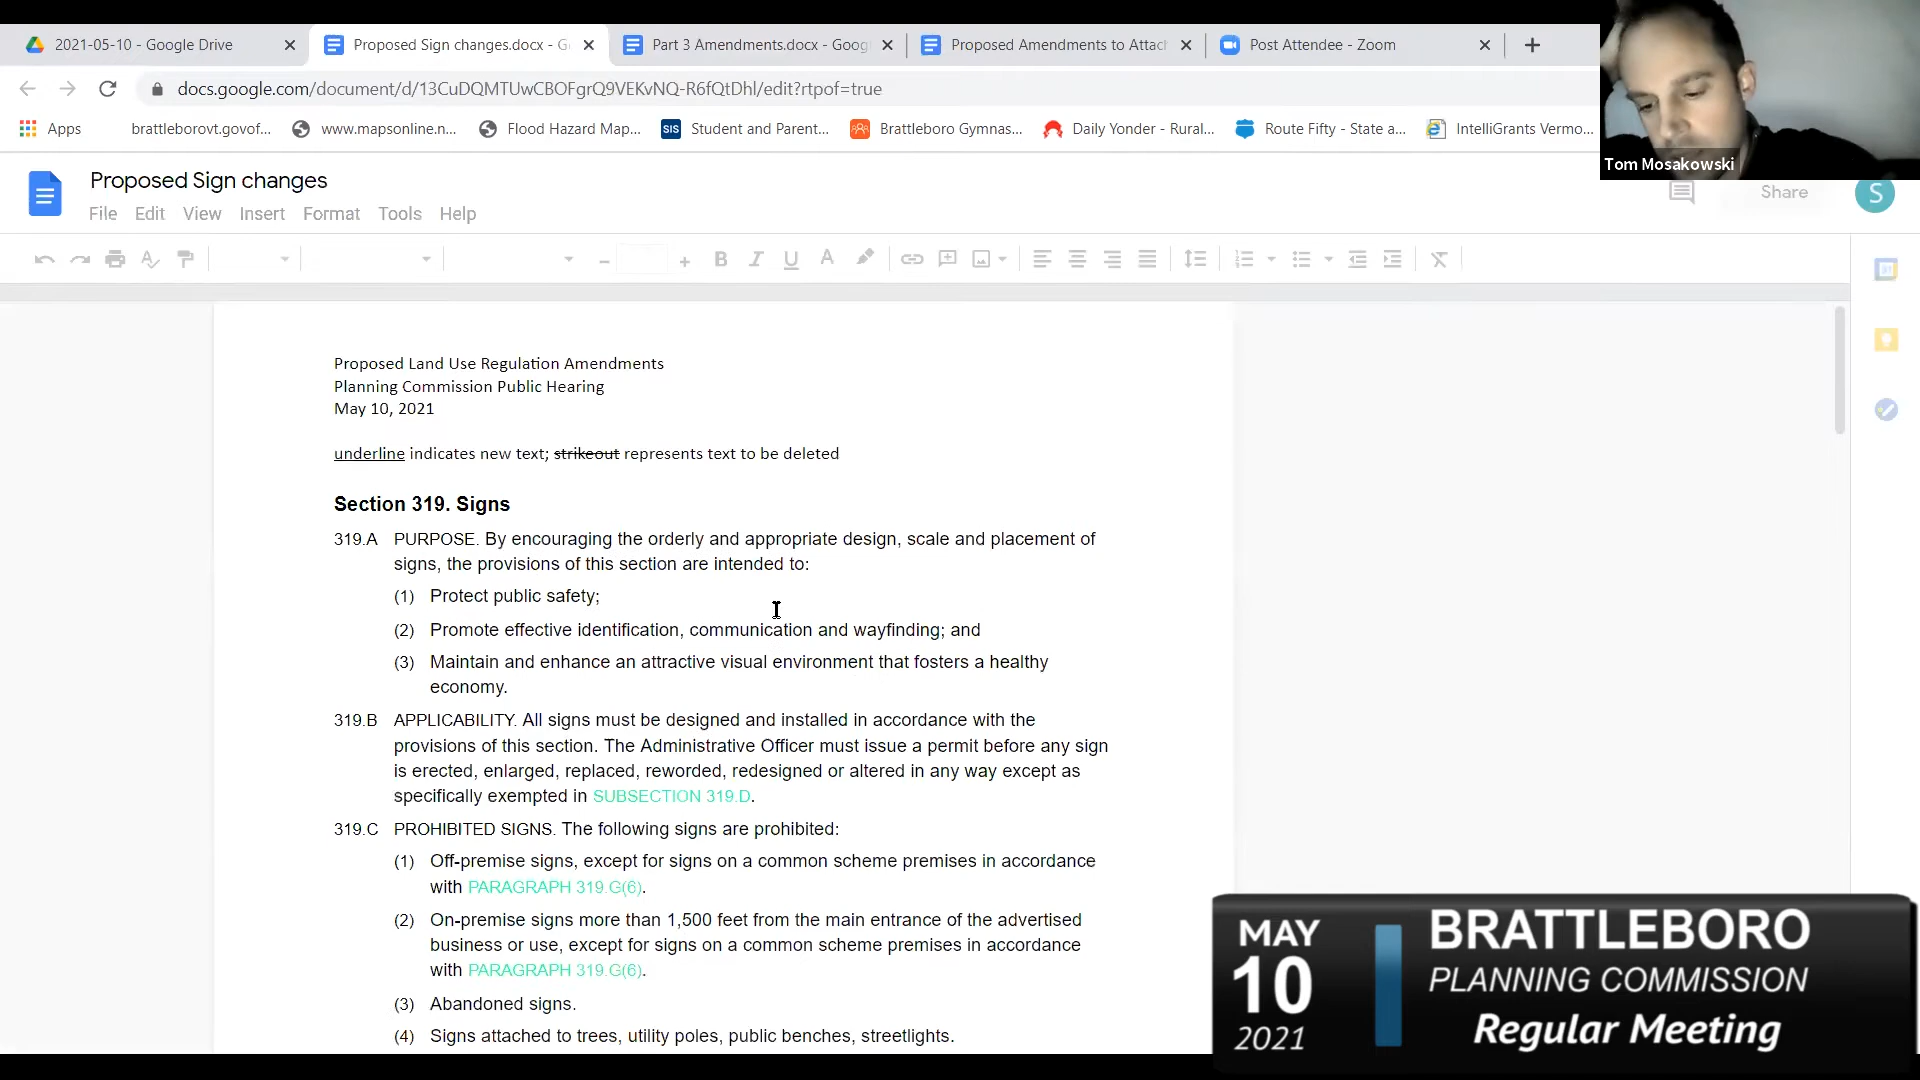 2021-05-10 - Google Drive
Proposed Sign changes.docx - G
Part 3 Amendments.docx - Goog
Proposed Amendments to Attac
Post Attendee - Zoom
docs.google.com/document/d/13CuDQMTUwCBOFgrQ9VEKvNQ-R6fQtDhl/edit?rtpof=true
Apps
brattleborovt.govof...
www.mapsonline.n...
Flood Hazard Map...
SIS
Student and Parent...
Brattleboro Gymnas...
Daily Yonder - Rural...
Route Fifty - State a...
IntelliGrants Vermo...
Tom Mosakowski
Proposed Sign changes
File Edit View Insert Format Tools Help
Share
S
Proposed Land Use Regulation Amendments
Planning Commission Public Hearing
May 10, 2021
underline indicates new text; strikeout represents text to be deleted
Section 319. Signs
319.A PURPOSE. By encouraging the orderly and appropriate design, scale and placement of
signs, the provisions of this section are intended to:
(1) Protect public safety;
(2) Promote effective identification, communication and wayfinding; and
(3) Maintain and enhance an attractive visual environment that fosters a healthy
economy.
319.B APPLICABILITY. All signs must be designed and installed in accordance with the
provisions of this section. The Administrative Officer must issue a permit before any sign
is erected, enlarged, replaced, reworded, redesigned or altered in any way except as
specifically exempted in SUBSECTION 319.D.
319.C PROHIBITED SIGNS. The following signs are prohibited:
(1) Off-premise signs, except for signs on a common scheme premises in accordance
with PARAGRAPH 319.G(6).
(2) On-premise signs more than 1,500 feet from the main entrance of the advertised
business or use, except for signs on a common scheme premises in accordance
with PARAGRAPH 319.G(6).
(3) Abandoned signs.
(4) Signs attached to trees, utility poles, public benches, streetlights.
MAY
10
2021
BRATTLEBORO
PLANNING COMMISSION
Regular Meeting